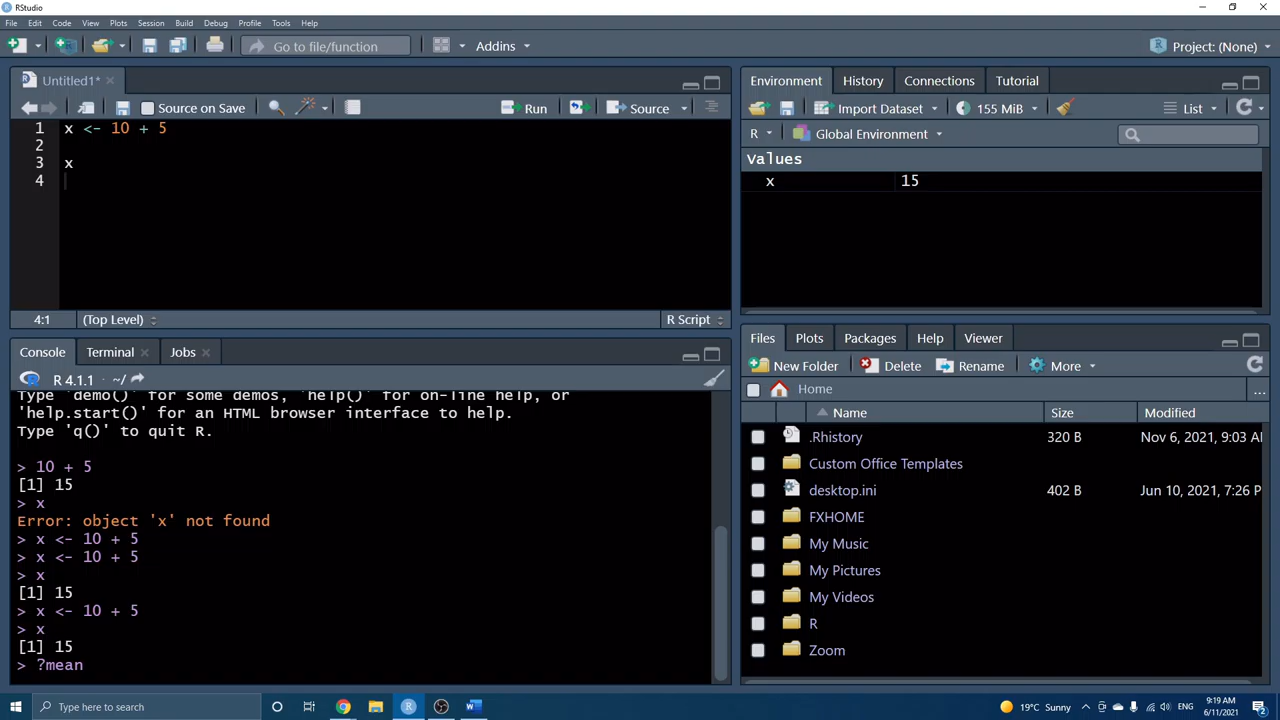 RStudio
File Edit Code View Plots Session Build Debug Profile Tools Help
Go to file/function Addins Project: (None)
Untitled1*
Source on Save Run Source
1 x <- 10 + 5
2
3 x
4
4:1 (Top Level) R Script
Console Terminal Jobs
R 4.1.1 · ~/
Type 'demo()' for some demos, 'help()' for on-line help, or
'help.start()' for an HTML browser interface to help.
Type 'q()' to quit R.
> 10 + 5
[1] 15
> x
Error: object 'x' not found
> x <- 10 + 5
> x <- 10 + 5
> x
[1] 15
> x <- 10 + 5
> x
[1] 15
> ?mean
Environment History Connections Tutorial
Import Dataset 155 MiB List
R Global Environment
Values
x 15
Files Plots Packages Help Viewer
New Folder Delete Rename More
Home ...
Name Size Modified
.Rhistory 320 B Nov 6, 2021, 9:03 AM
Custom Office Templates
desktop.ini 402 B Jun 10, 2021, 7:26 P
FXHOME
My Music
My Pictures
My Videos
R
Zoom
Type here to search
19°C Sunny ENG 9:19 AM
6/11/2021
2